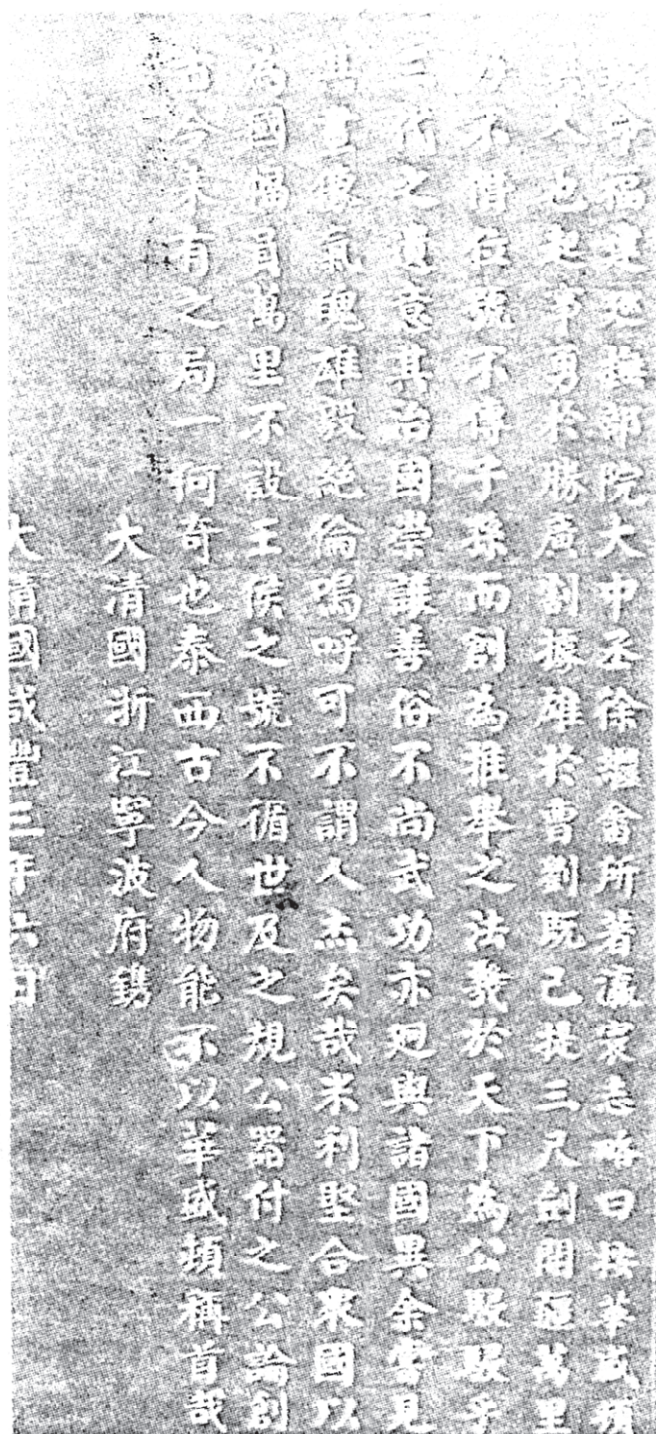 命福建巡撫部院大中丞徐繼畬所著瀛寰志略曰按華盛頓
異人也起事勇於勝廣割據雄於曹劉既已提三尺劍開疆萬里
乃不僭位號不傳子孫而創為推舉之法幾於天下為公駸駸乎
三代之遺意其治國崇讓善俗不尚武功亦迥與諸國異余嘗見
其畫像氣貌雄毅絕倫嗚呼可不謂人杰矣哉米利堅合眾國以
為國幅員萬里不設王侯之號不循世及之規公器付之公論創
古今未有之局一何奇也泰西古今人物能不以華盛頓稱首哉
大清國浙江寧波府鐫
大清國咸豐三年六月